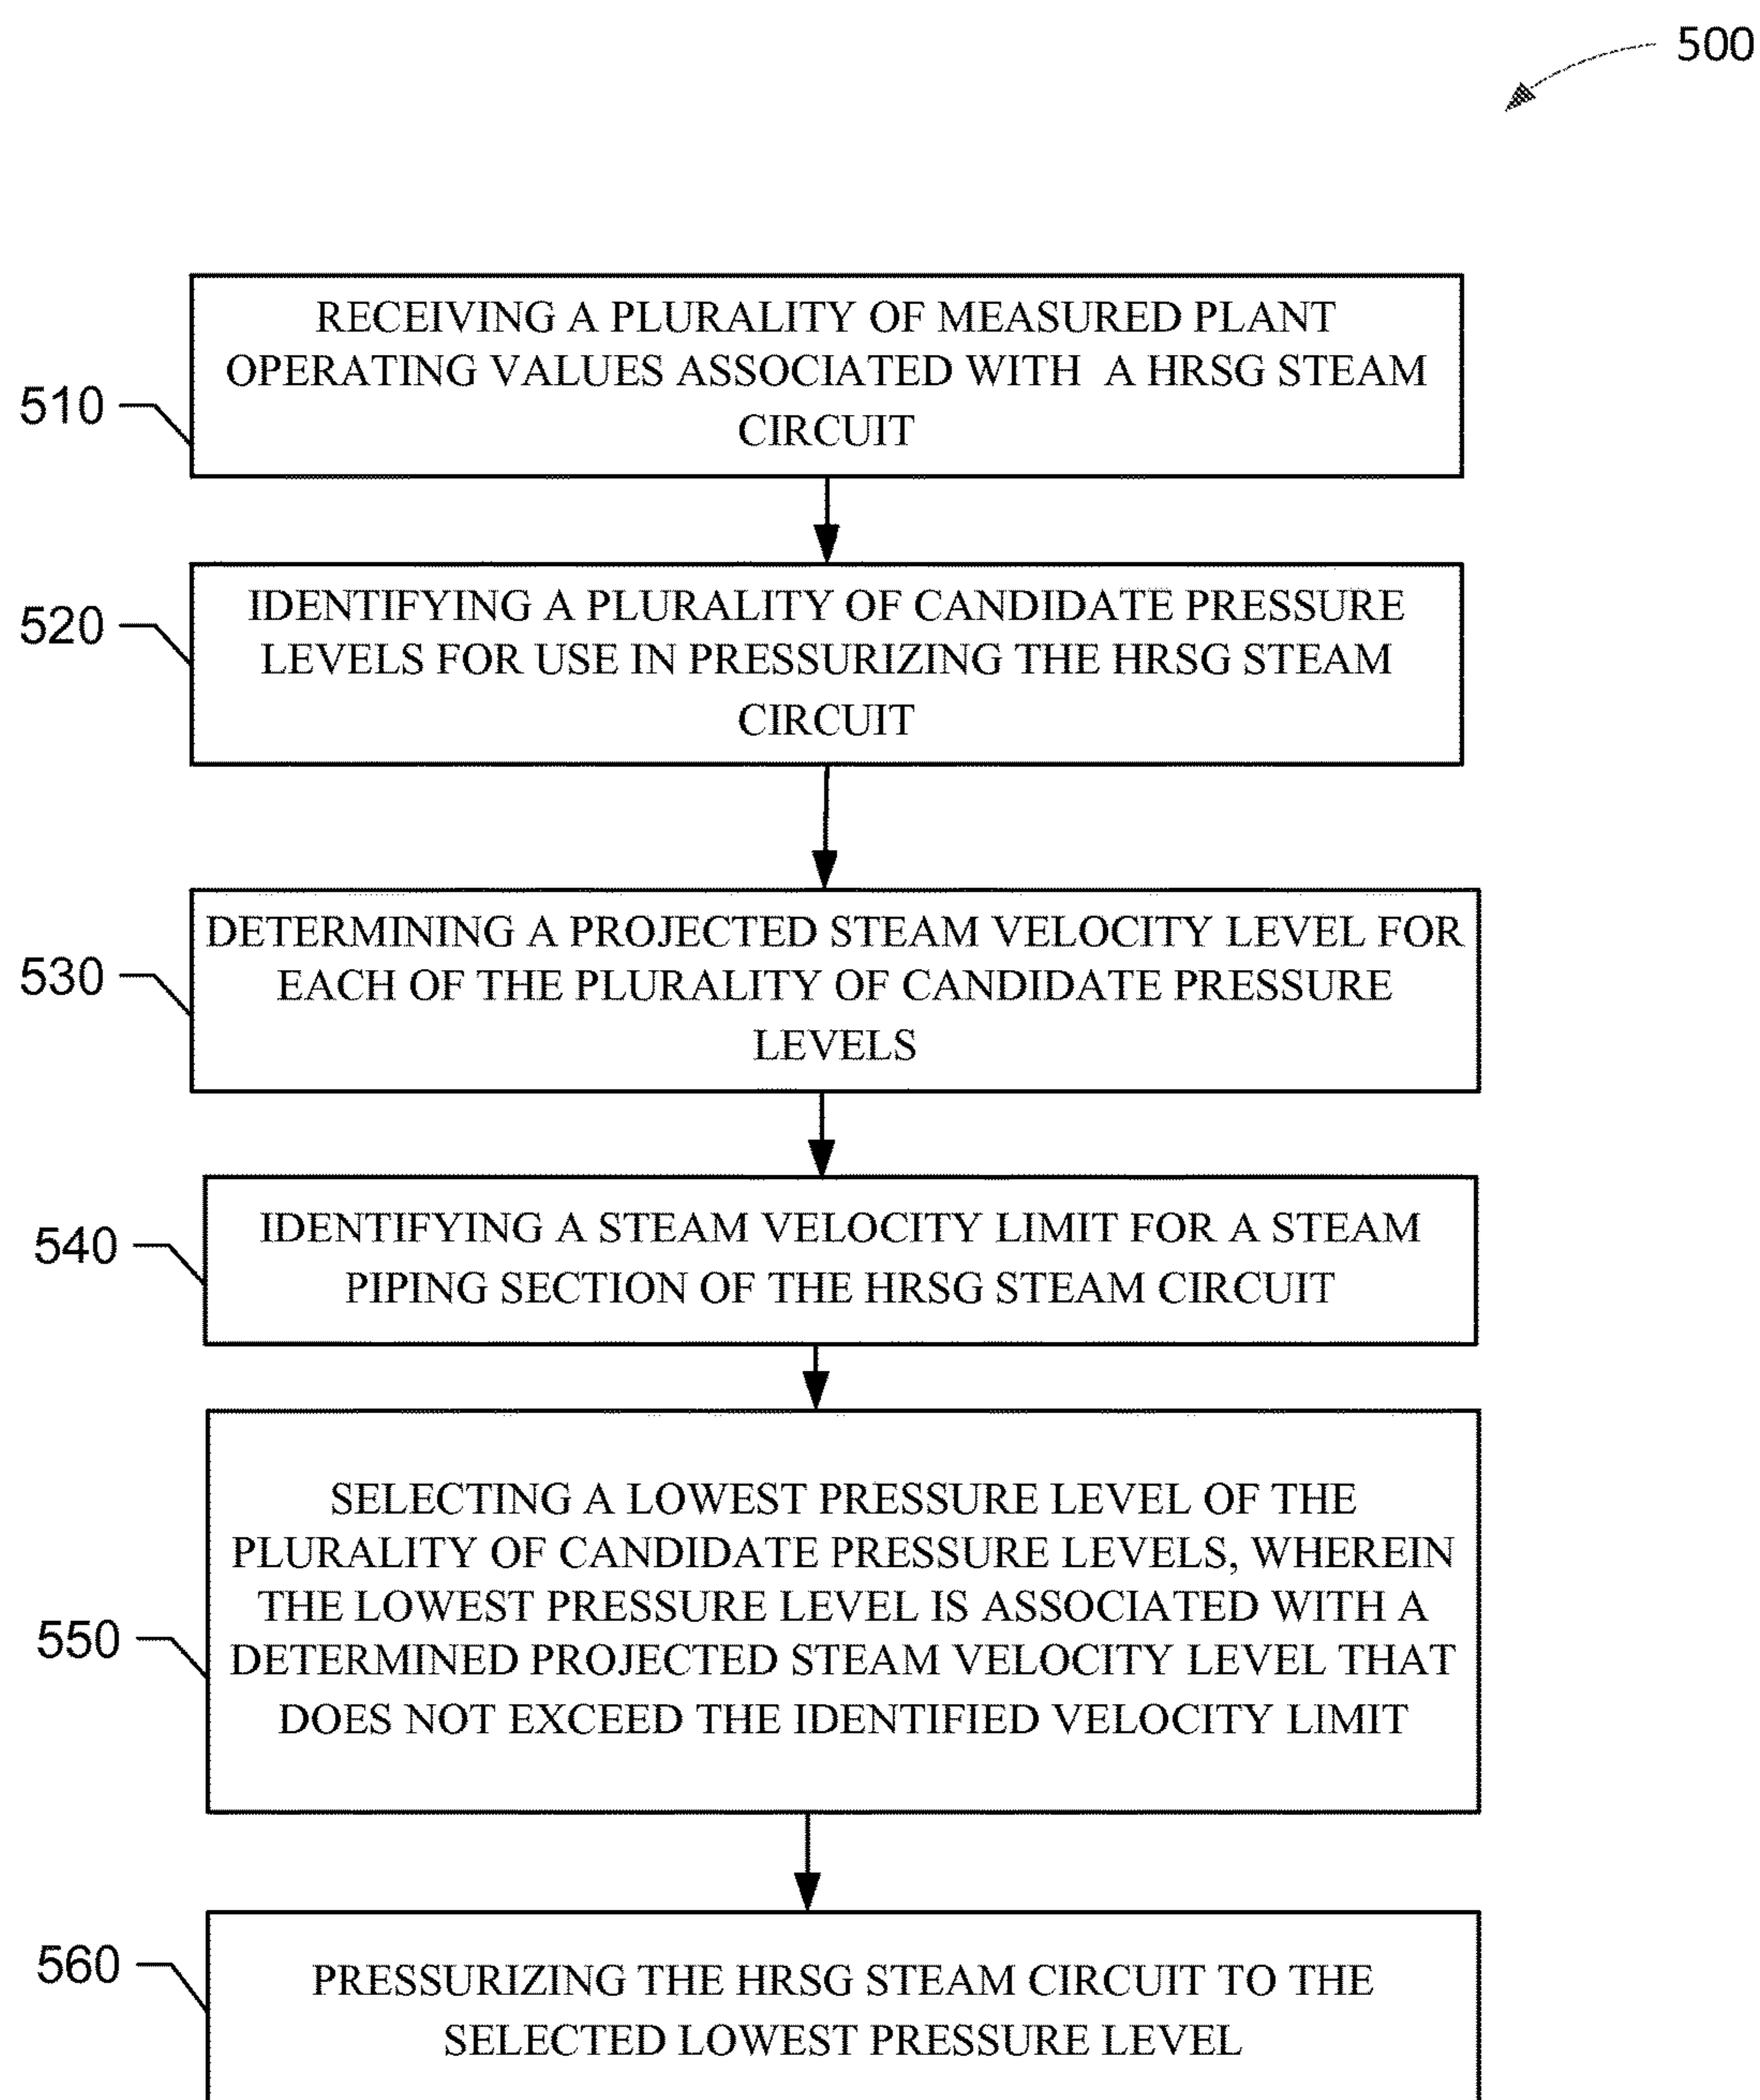 500
RECEIVING A PLURALITY OF MEASURED PLANT
OPERATING VALUES ASSOCIATED WITH A HRSG STEAM
CIRCUIT
510
IDENTIFYING A PLURALITY OF CANDIDATE PRESSURE
LEVELS FOR USE IN PRESSURIZING THE HRSG STEAM
CIRCUIT
520
DETERMINING A PROJECTED STEAM VELOCITY LEVEL FOR
EACH OF THE PLURALITY OF CANDIDATE PRESSURE
LEVELS
530
IDENTIFYING A STEAM VELOCITY LIMIT FOR A STEAM
PIPING SECTION OF THE HRSG STEAM CIRCUIT
540
SELECTING A LOWEST PRESSURE LEVEL OF THE
PLURALITY OF CANDIDATE PRESSURE LEVELS, WHEREIN
THE LOWEST PRESSURE LEVEL IS ASSOCIATED WITH A
DETERMINED PROJECTED STEAM VELOCITY LEVEL THAT
DOES NOT EXCEED THE IDENTIFIED VELOCITY LIMIT
550
PRESSURIZING THE HRSG STEAM CIRCUIT TO THE
SELECTED LOWEST PRESSURE LEVEL
560